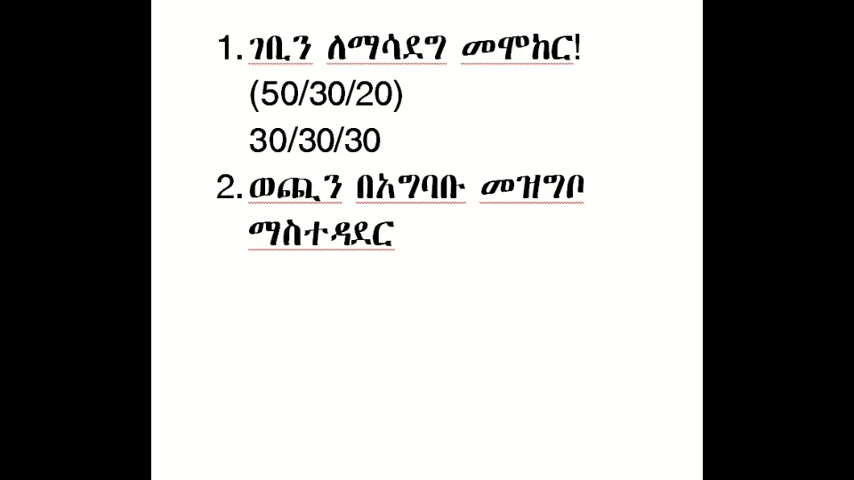 1. ገቢን ለማሳደግ መሞከር!
(50/30/20)
30/30/30
2. ወጪን በአግባቡ መዝግቦ
ማስተዳደር